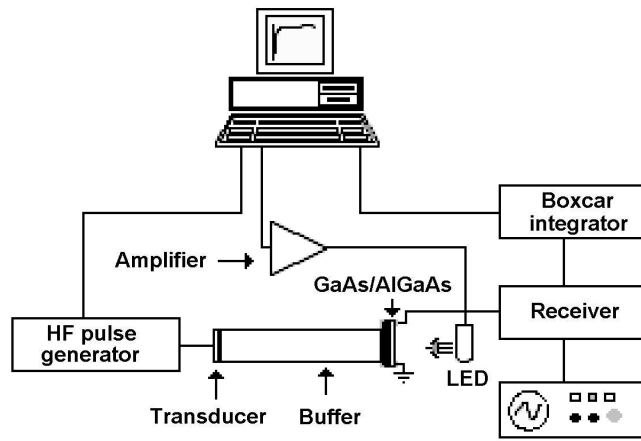 Boxcar
integrator
Amplifier
GaAs/AlGaAs
Receiver
HF pulse
generator
LED
Transducer
Buffer